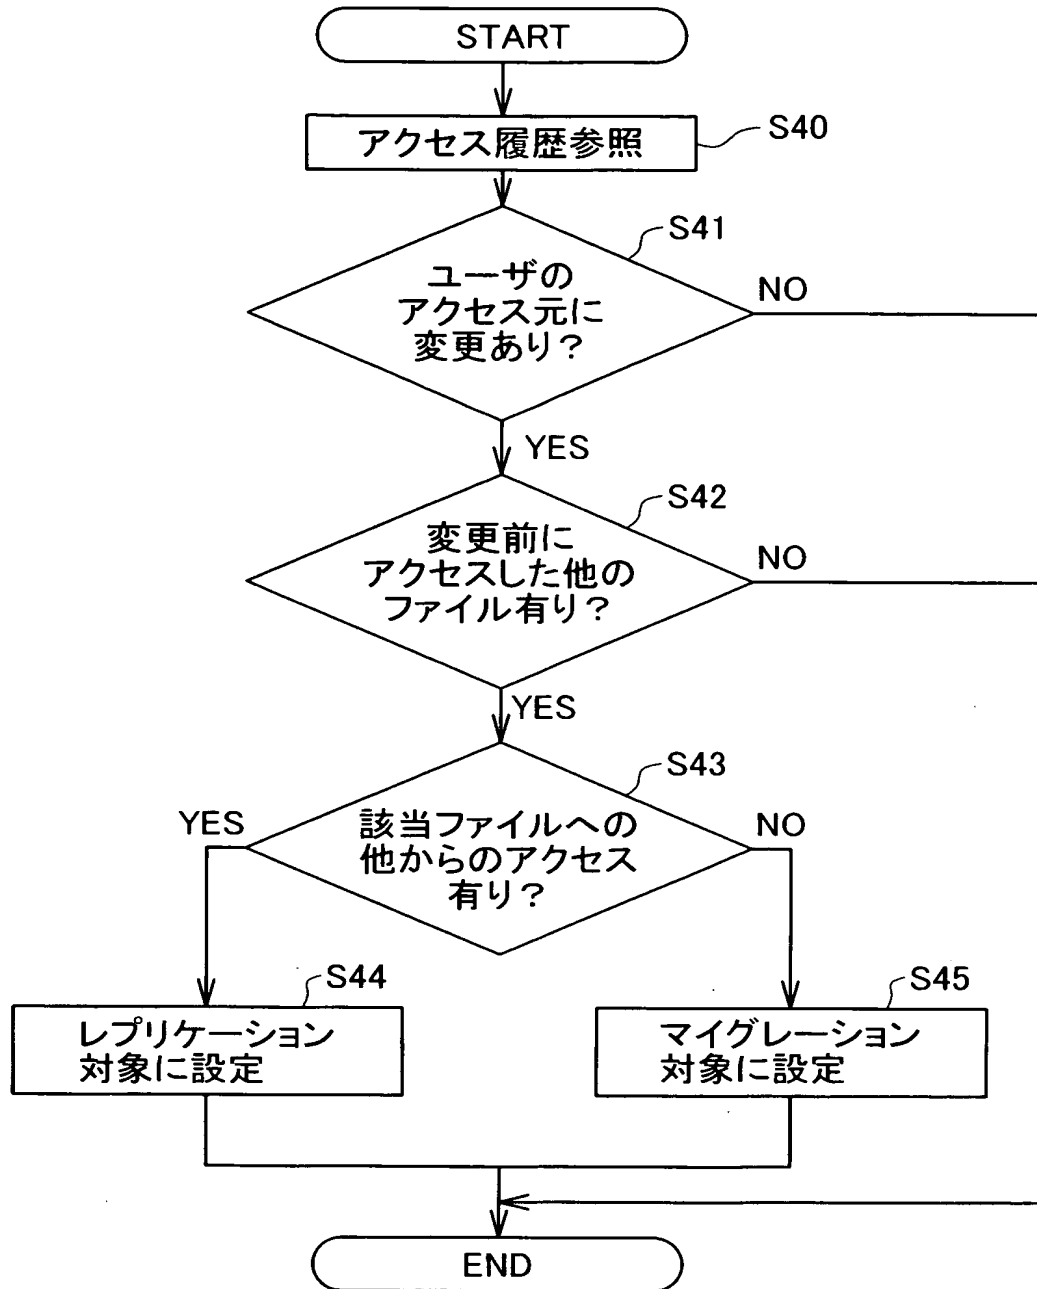 START
アクセス履歴参照
S40
S41
ユーザの
アクセス元に
変更あり?
NO
YES
S42
変更前に
アクセスした他の
ファイル有り?
NO
YES
S43
YES
該当ファイルへの
他からのアクセス
有り?
NO
S44
レプリケーション
対象に設定
S45
マイグレーション
対象に設定
END